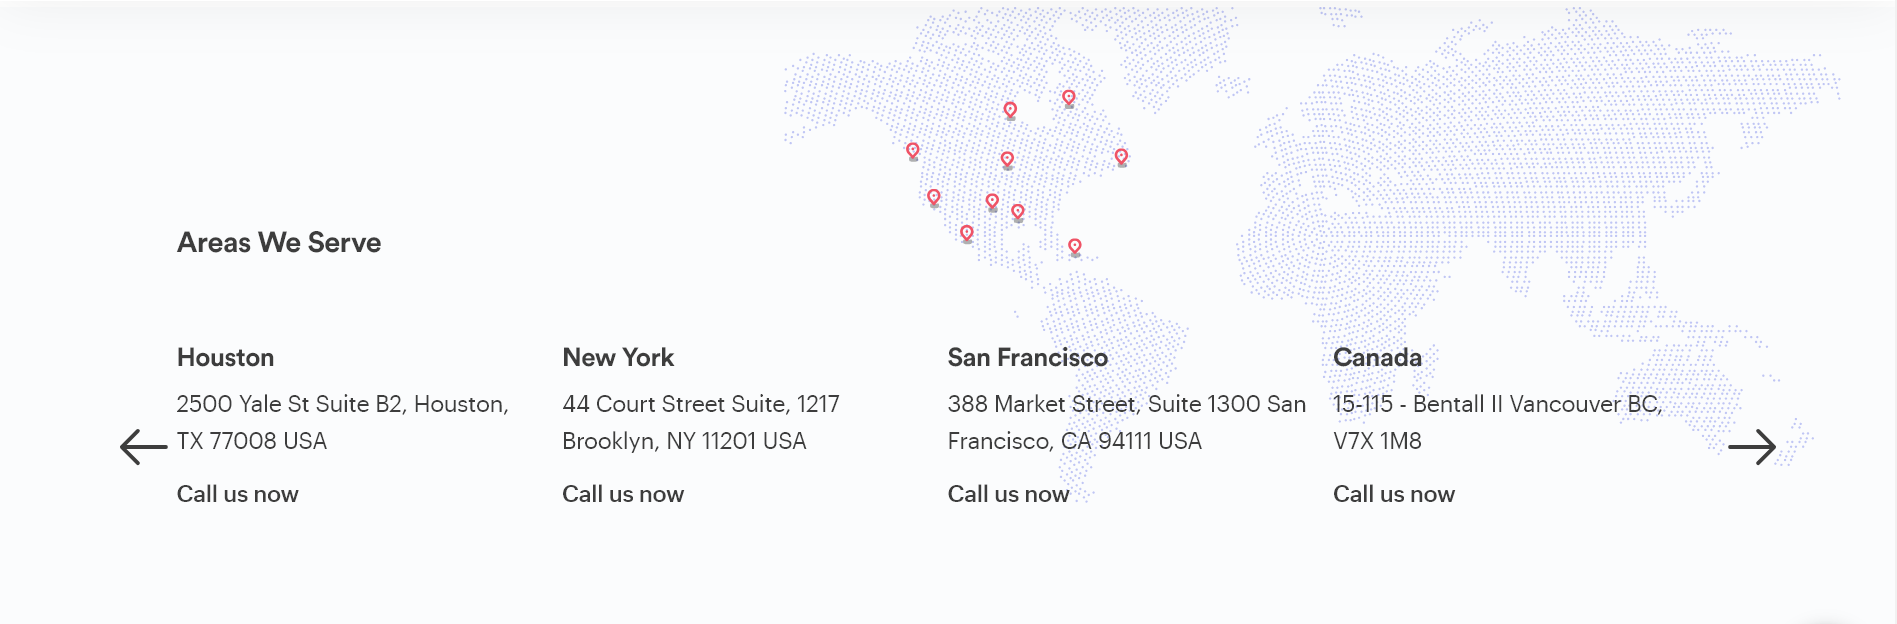 Areas We Serve
Houston
2500 Yale St Suite B2, Houston,
TX 77008 USA
Call us now
New York
44 Court Street Suite, 1217
Brooklyn, NY 11201 USA
Call us now
San Francisco
388 Market Street, Suite 1300 San
Francisco, CA 94111 USA
Call us now
Canada
15-115 - Bentall II Vancouver BC,
V7X 1M8
Call us now